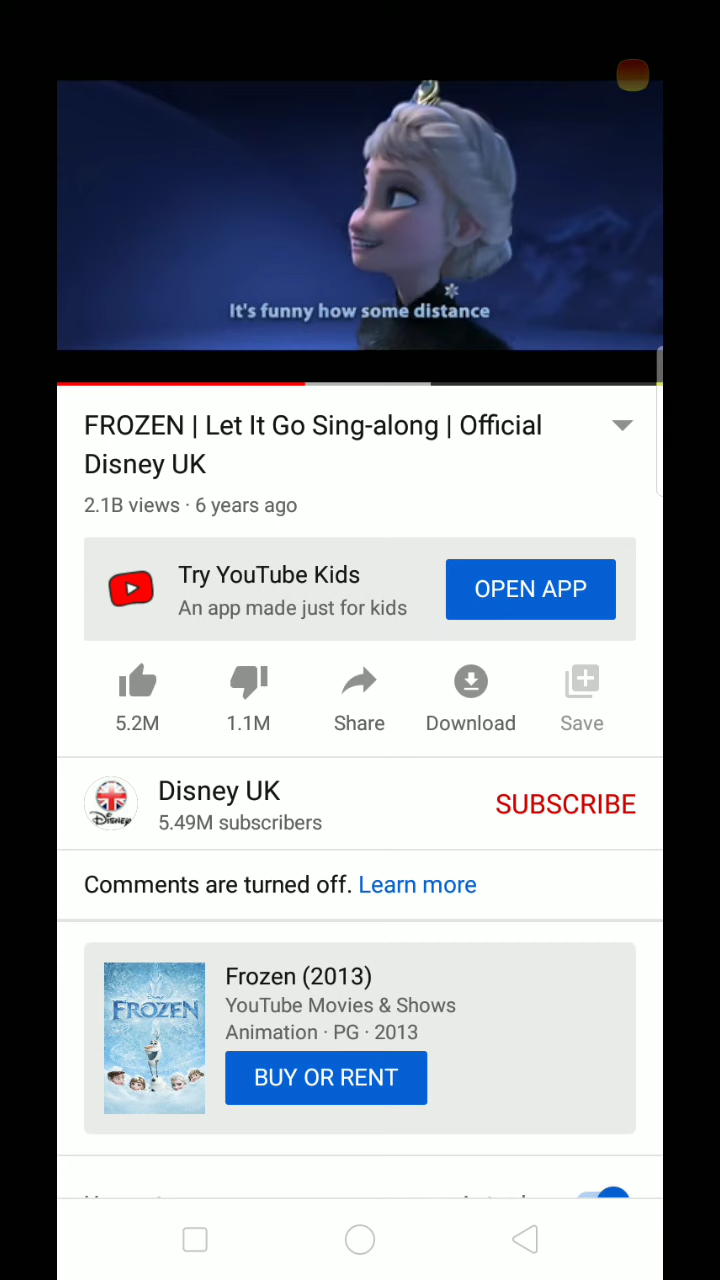 It's funny how some distance
FROZEN | Let It Go Sing-along | Official
Disney UK
2.1B views · 6 years ago
Try YouTube Kids
An app made just for kids
OPEN APP
5.2M
1.1M
Share
Download
Save
Disney
Disney UK
5.49M subscribers
SUBSCRIBE
Comments are turned off. Learn more
Disney
FROZEN
Frozen (2013)
YouTube Movies & Shows
Animation · PG · 2013
BUY OR RENT